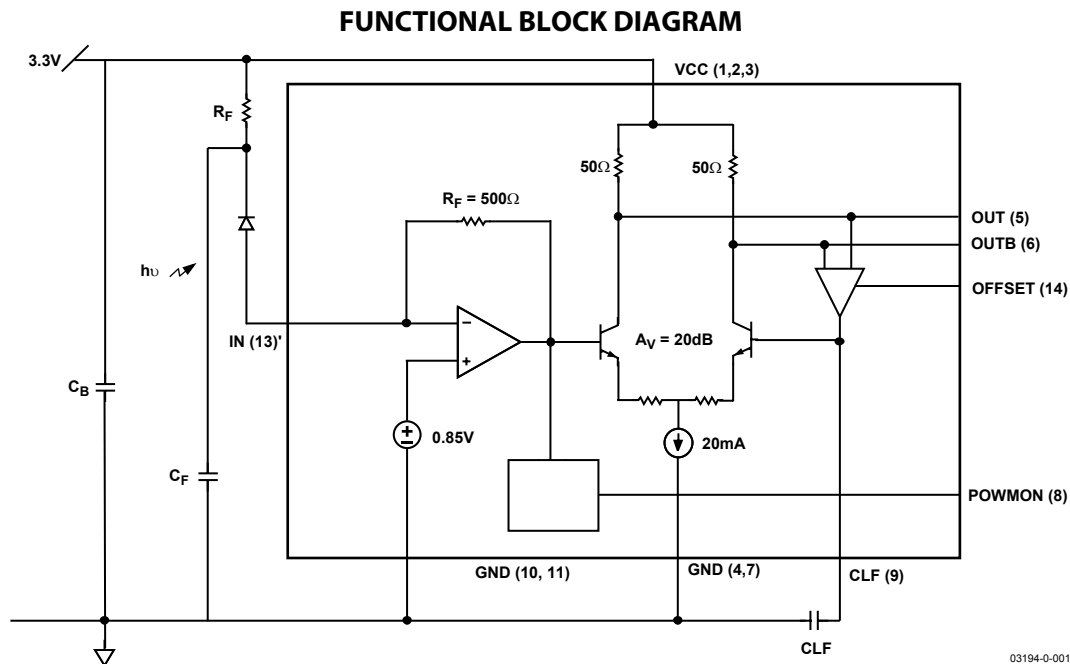 FUNCTIONAL BLOCK DIAGRAM
3.3V
VCC (1,2,3)
RF
50Ω
50Ω
RF = 500Ω
OUT (5)
OUTB (6)
hυ
OFFSET (14)
IN (13)'
AV = 20dB
CB
0.85V
20mA
CF
POWMON (8)
GND (10, 11)
GND (4,7)
CLF (9)
CLF
03194-0-001